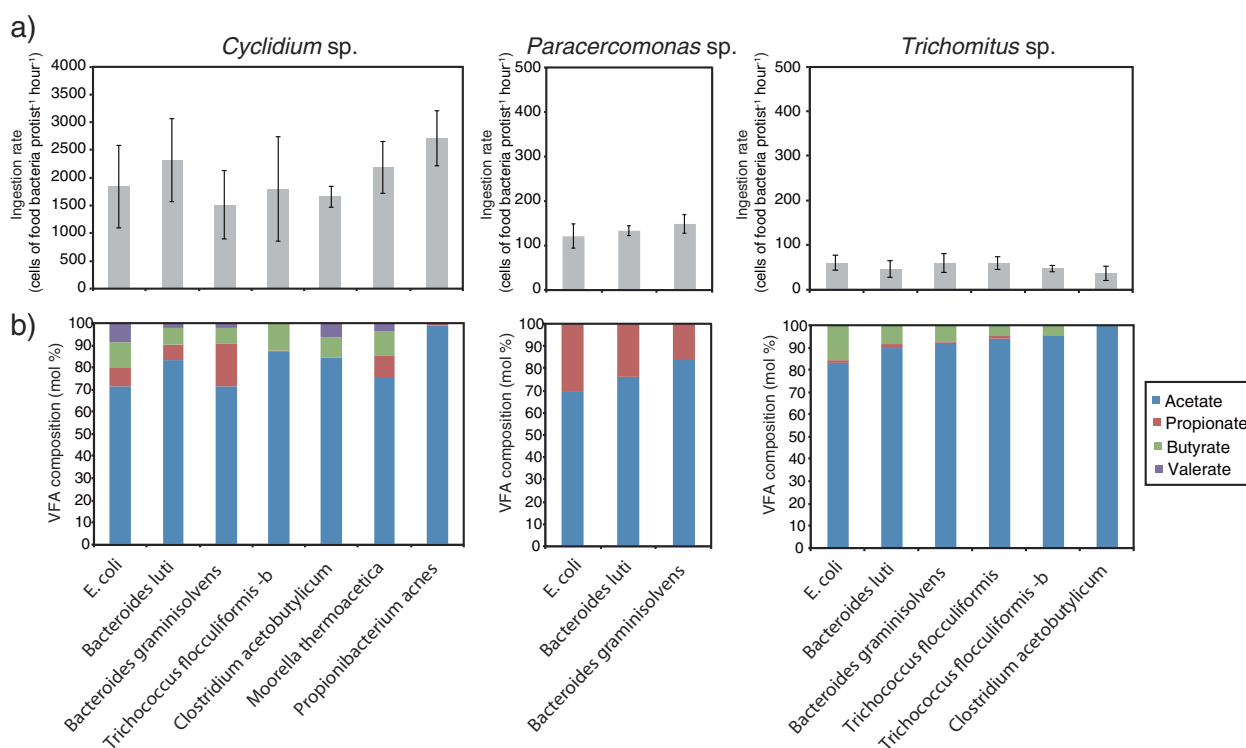 a)
Cyclidium sp.
Paracercomonas sp.
Trichomitus sp.
Ingestion rate
(cells of food bacteria protist⁻¹ hour⁻¹)
4000
3500
3000
2500
2000
1500
1000
500
0
Ingestion rate
(cells of food bacteria protist⁻¹ hour⁻¹)
500
400
300
200
100
0
Ingestion rate
(cells of food bacteria protist⁻¹ hour⁻¹)
500
400
300
200
100
0
b)
VFA composition (mol %)
100
90
80
70
60
50
40
30
20
10
0
E. coli
Bacteroides luti
Bacteroides graminisolvens
Trichococcus flocculiformis -b
Clostridium acetobutylicum
Moorella thermoacetica
Propionibacterium acnes
VFA composition (mol %)
100
90
80
70
60
50
40
30
20
10
0
E. coli
Bacteroides luti
Bacteroides graminisolvens
VFA composition (mol %)
100
90
80
70
60
50
40
30
20
10
0
E. coli
Bacteroides luti
Bacteroides graminisolvens
Trichococcus flocculiformis
Trichococcus flocculiformis -b
Clostridium acetobutylicum
Acetate
Propionate
Butyrate
Valerate